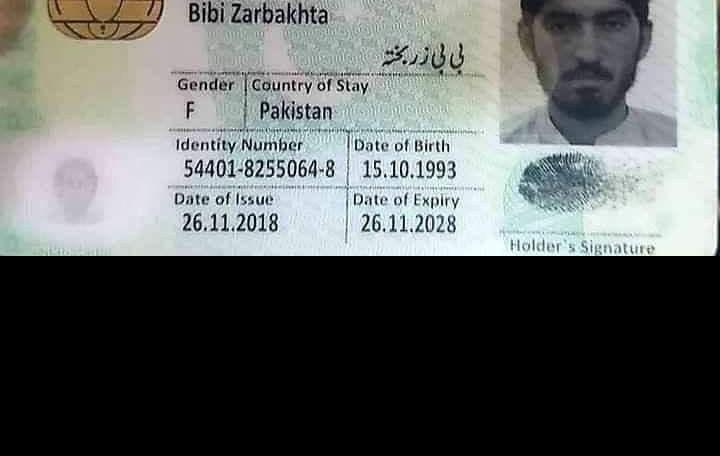 Bibi Zarbakhta
بی بی زربختہ
Gender Country of Stay
F Pakistan
Identity Number Date of Birth
54401-8255064-8 15.10.1993
Date of Issue Date of Expiry
26.11.2018 26.11.2028
Holder's Signature